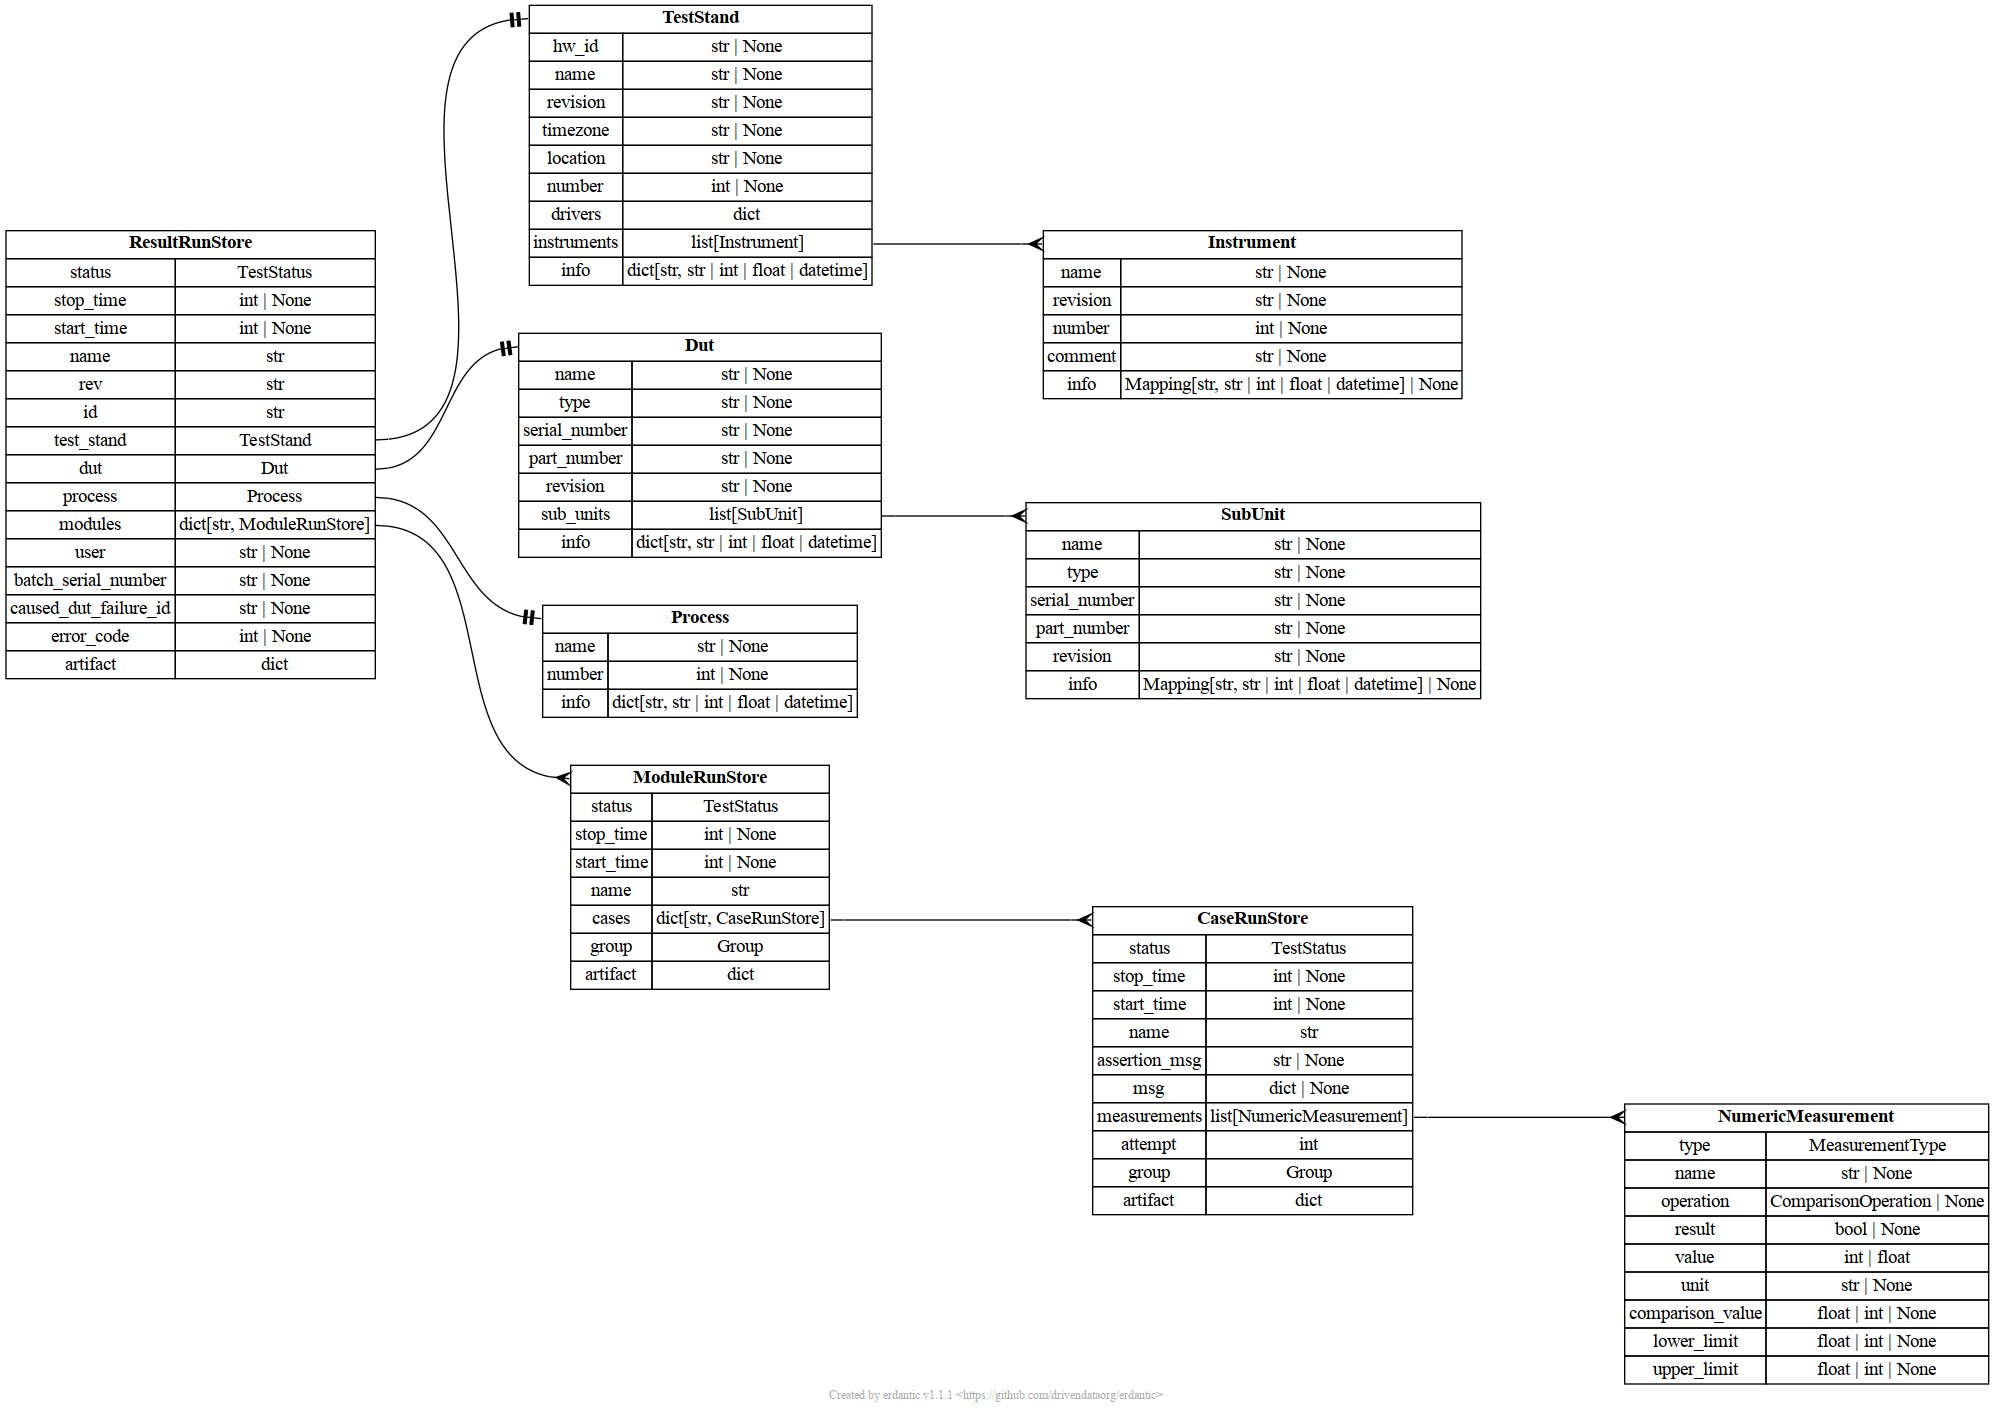 TestStand
hw_id str | None
name str | None
revision str | None
timezone str | None
location str | None
number int | None
drivers dict
instruments list[Instrument]
info dict[str, str | int | float | datetime]
ResultRunStore
status TestStatus
stop_time int | None
start_time int | None
name str
rev str
id str
test_stand TestStand
dut Dut
process Process
modules dict[str, ModuleRunStore]
user str | None
batch_serial_number str | None
caused_dut_failure_id str | None
error_code int | None
artifact dict
Instrument
name str | None
revision str | None
number int | None
comment str | None
info Mapping[str, str | int | float | datetime] | None
Dut
name str | None
type str | None
serial_number str | None
part_number str | None
revision str | None
sub_units list[SubUnit]
info dict[str, str | int | float | datetime]
SubUnit
name str | None
type str | None
serial_number str | None
part_number str | None
revision str | None
info Mapping[str, str | int | float | datetime] | None
Process
name str | None
number int | None
info dict[str, str | int | float | datetime]
ModuleRunStore
status TestStatus
stop_time int | None
start_time int | None
name str
cases dict[str, CaseRunStore]
group Group
artifact dict
CaseRunStore
status TestStatus
stop_time int | None
start_time int | None
name str
assertion_msg str | None
msg dict | None
measurements list[NumericMeasurement]
attempt int
group Group
artifact dict
NumericMeasurement
type MeasurementType
name str | None
operation ComparisonOperation | None
result bool | None
value int | float
unit str | None
comparison_value float | int | None
lower_limit float | int | None
upper_limit float | int | None
Created by erdantic v1.1.1 <https://github.com/drivendataorg/erdantic>